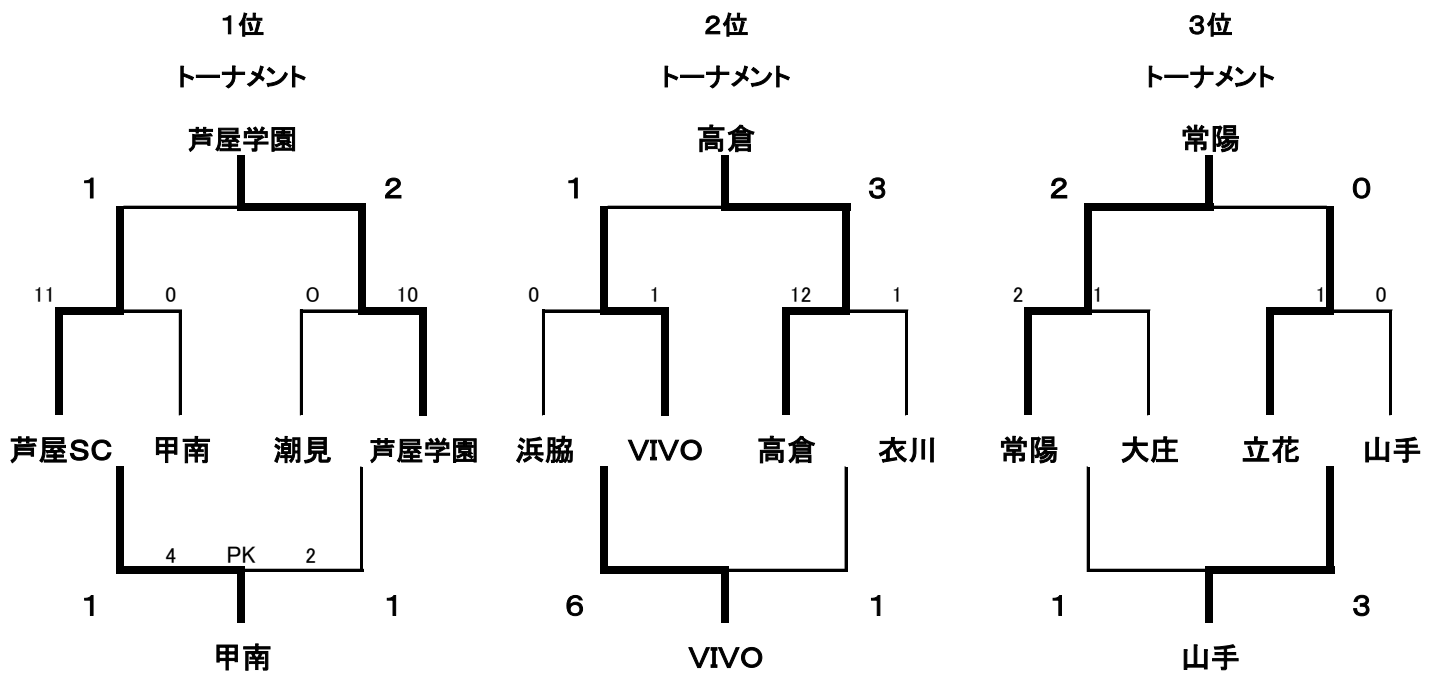 １位 ２位 ３位
トーナメント トーナメント トーナメント
芦屋学園 高倉 常陽
１ ２ １ ３ ２ ０
11 0 O 10 0 1 12 1 2 1 1 0
芦屋SC 甲南 潮見 芦屋学園 浜脇 VIVO 高倉 衣川 常陽 大庄 立花 山手
4 PK 2
１ １ ６ １ １ ３
甲南 VIVO 山手